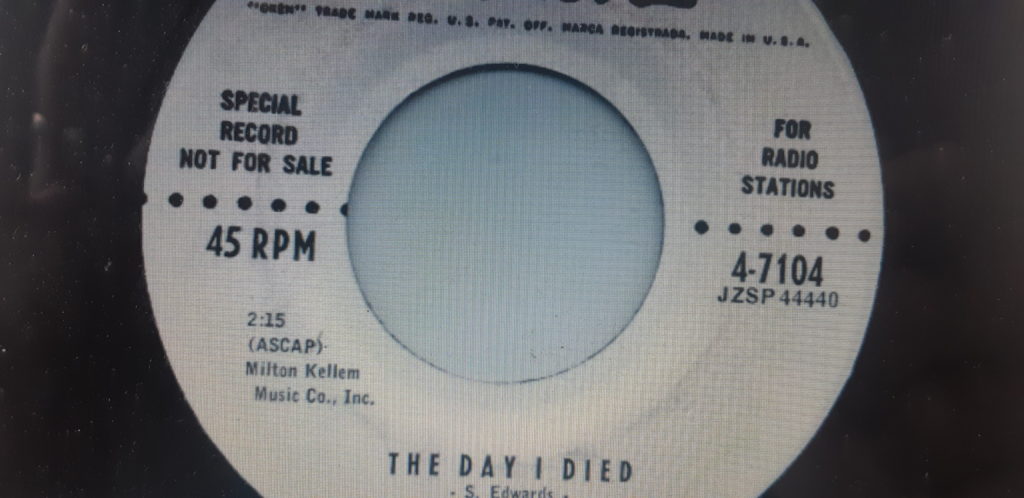 "OKEH" TRADE MARK REG. U.S. PAT. OFF. MARCA REGISTRADA. MADE IN U.S.A.
SPECIAL
RECORD
NOT FOR SALE
45 RPM
FOR
RADIO
STATIONS
4-7104
JZSP 44440
2:15
(ASCAP)
Milton Kellem
Music Co., Inc.
THE DAY I DIED
- S. Edwards -